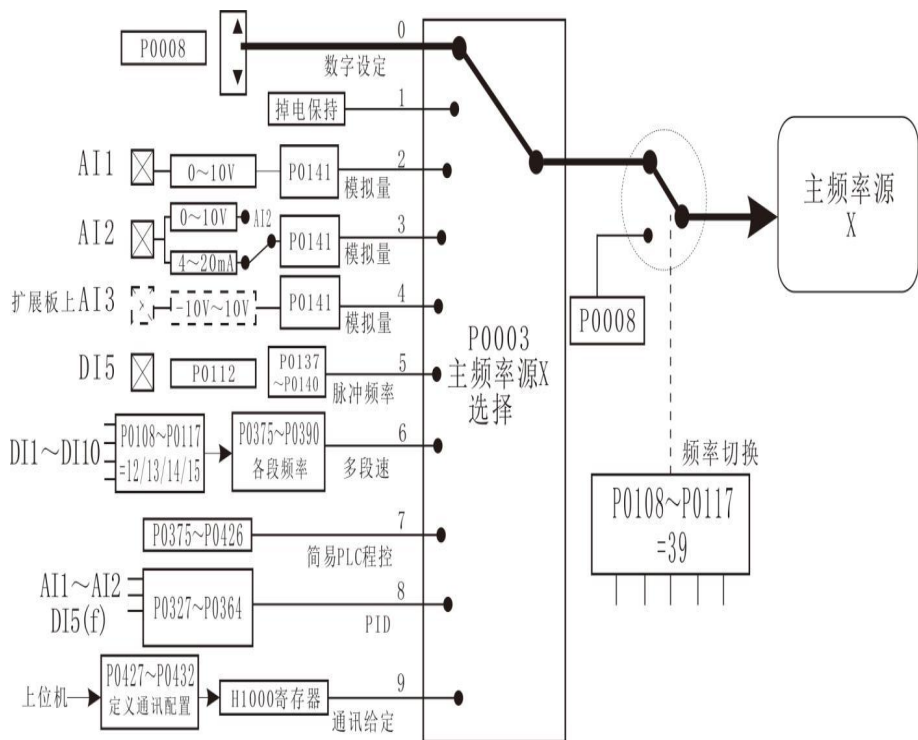 P0008
0
数字设定
掉电保持
1
AI1
0～10V
P0141
2
模拟量
AI2
0～10V
AI2
4～20mA
P0141
3
模拟量
扩展板上AI3
-10V～10V
P0141
4
模拟量
DI5
P0112
P0137
～P0140
5
脉冲频率
DI1～DI10
P0108～P0117
=12/13/14/15
P0375～P0390
各段频率
6
多段速
P0375～P0426
7
简易PLC程控
AI1～AI2
DI5(f)
P0327～P0364
8
PID
上位机
P0427～P0432
定义通讯配置
H1000寄存器
9
通讯给定
P0003
主频率源X
选择
P0008
主频率源
X
频率切换
P0108～P0117
=39